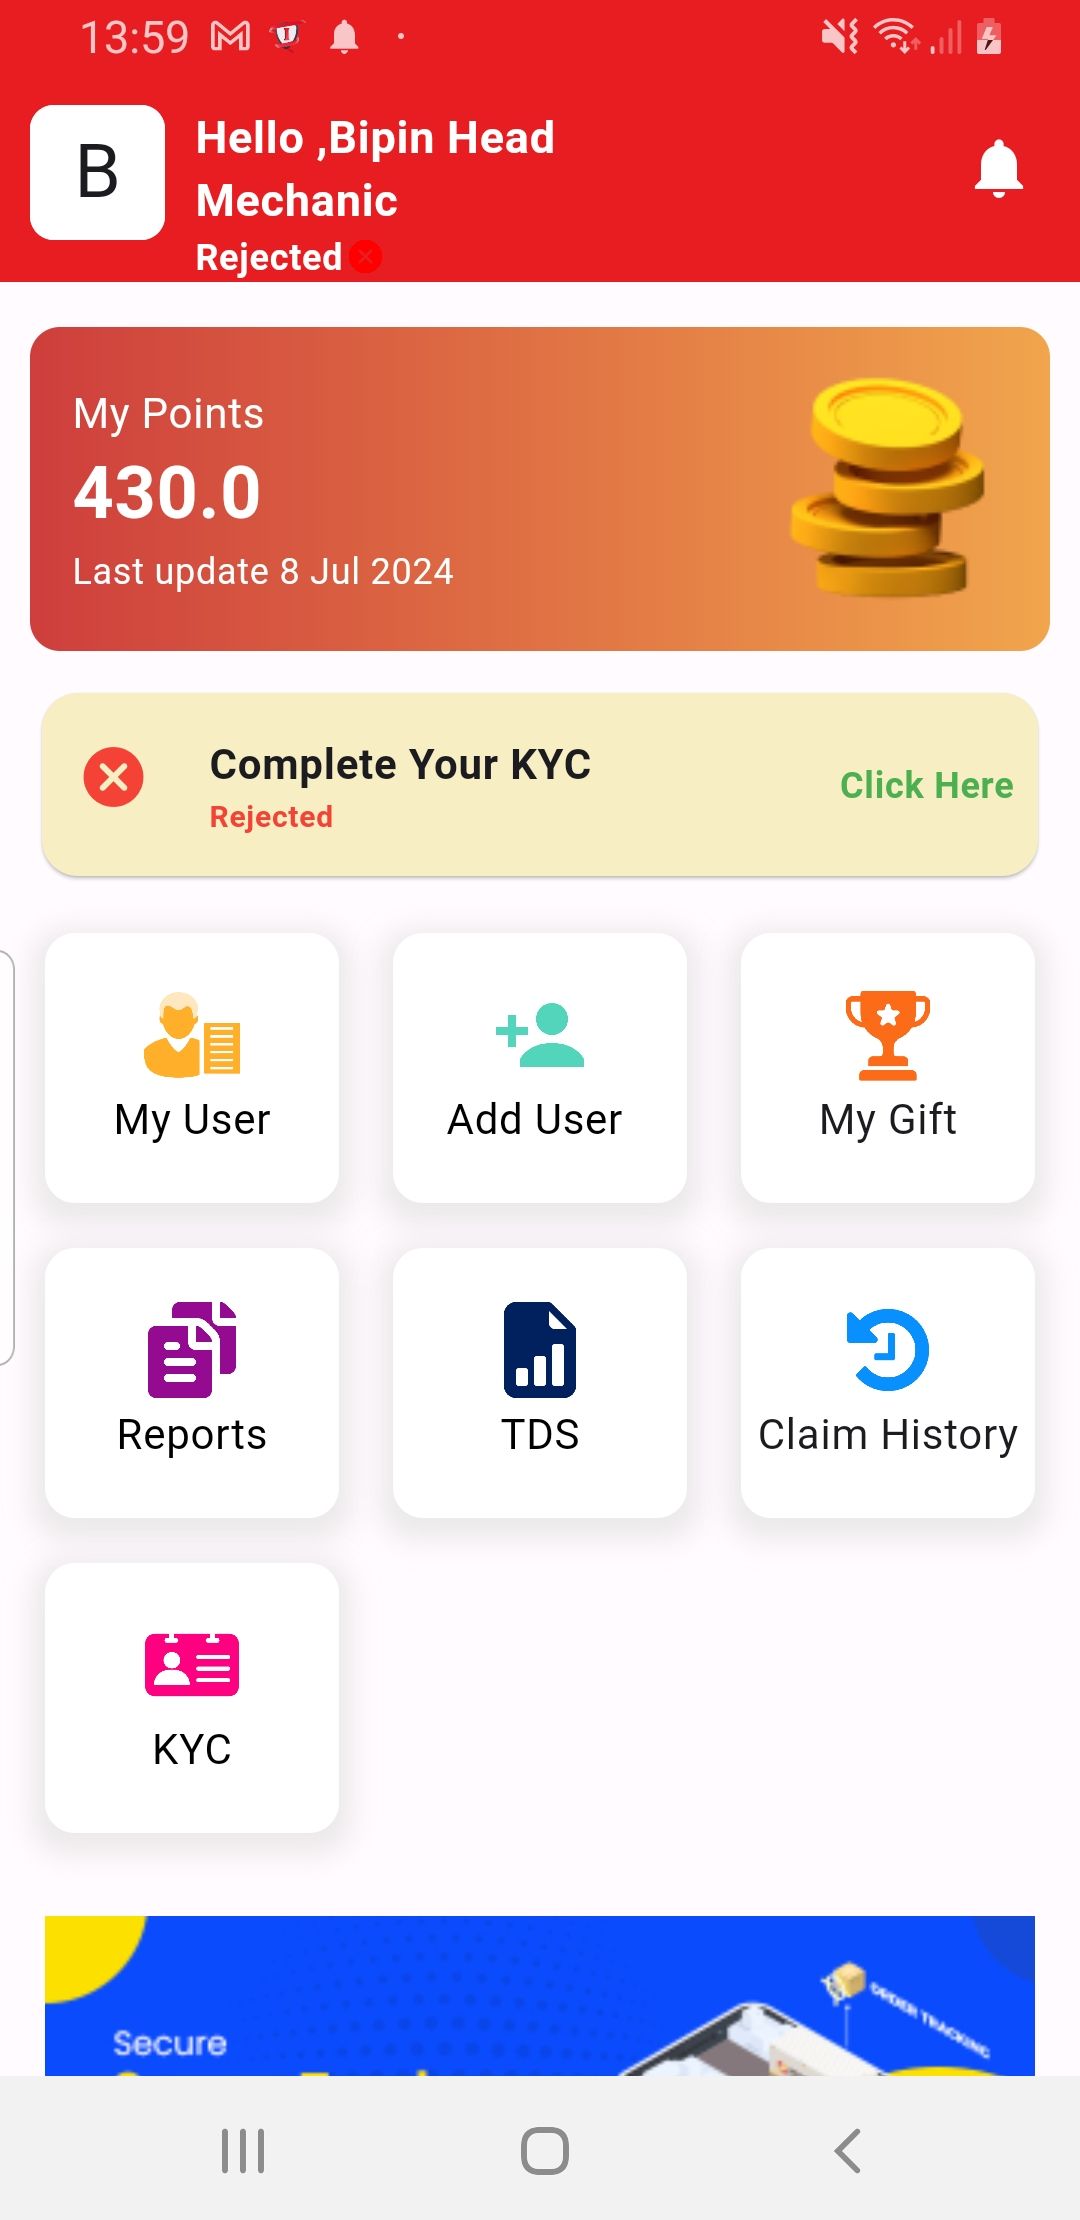 13:59
B
Hello ,Bipin Head
Mechanic
Rejected
My Points
430.0
Last update 8 Jul 2024
Complete Your KYC
Rejected
Click Here
My User
Add User
My Gift
Reports
TDS
Claim History
KYC
ORDER TRACKING
Secure